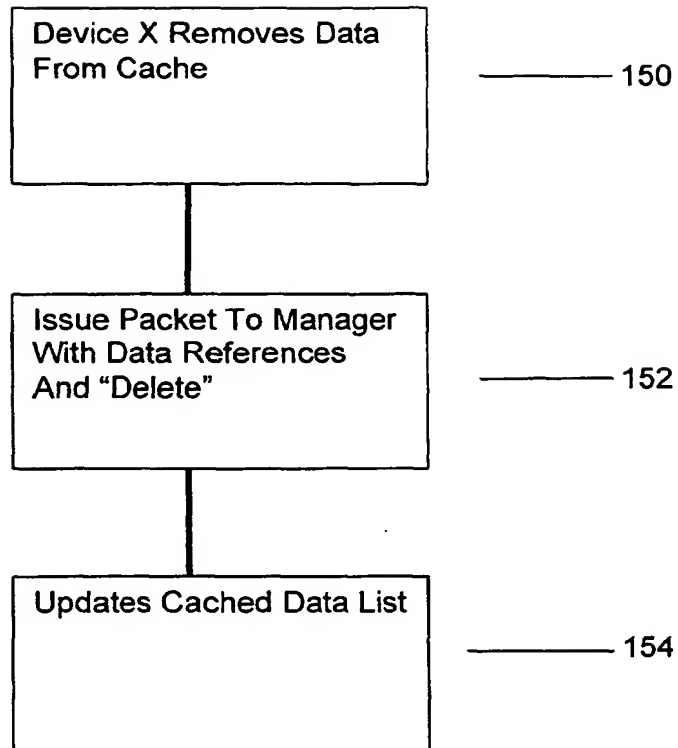 Device X Removes Data
From Cache
150
Issue Packet To Manager
With Data References
And “Delete”
152
Updates Cached Data List
154